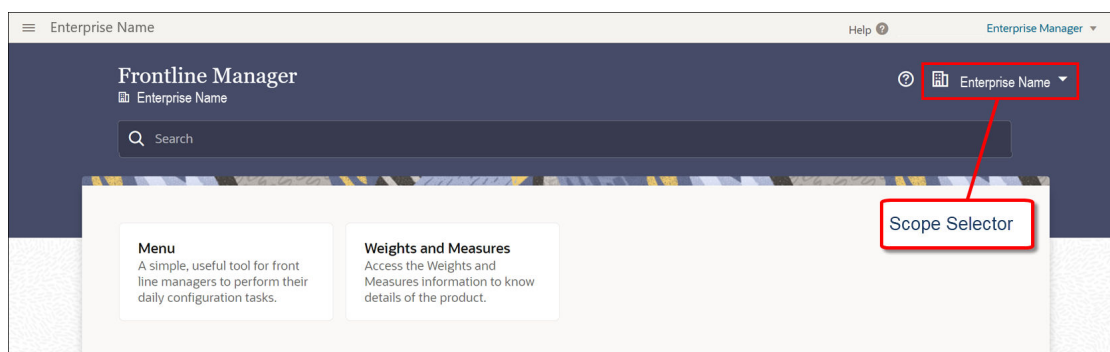 Enterprise Name
Help
Enterprise Manager
Frontline Manager
Enterprise Name
Enterprise Name
Search
Scope Selector
Menu
A simple, useful tool for front
line managers to perform their
daily configuration tasks.
Weights and Measures
Access the Weights and
Measures information to know
details of the product.